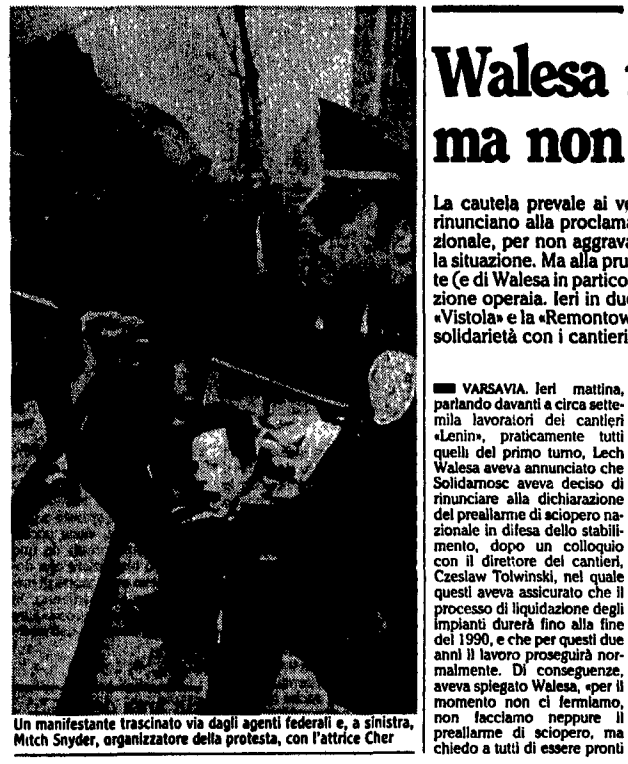 Un manifestante trascinato via dagli agenti federali e, a sinistra,
Mitch Snyder, organizzatore della protesta, con l'attrice Cher
Walesa
ma non
La cautela prevale ai
rinunciano alla
zionale, per non
la situazione. Ma alla
te (e di Walesa in
zione operaia. Ieri in
«Vistola» e la
solidarietà con i cantieri
VARSAVIA. Ieri mattina,
parlando davanti a circa sette-
mila lavoratori dei cantieri
«Lenin», praticamente tutti
quelli del primo turno, Lech
Walesa aveva annunciato che
Solidarnosc aveva deciso di
rinunciare alla dichiarazione
del preallarme di sciopero na-
zionale in difesa dello stabili-
mento, dopo un colloquio
con il direttore dei cantieri,
Czeslaw Tolwinski, nel quale
questi aveva assicurato che il
processo di liquidazione degli
impianti durerà fino alla fine
del 1990, e che per questi due
anni il lavoro proseguirà nor-
malmente. Di conseguenze,
aveva spiegato Walesa, «per il
momento non ci fermiamo,
non facciamo neppure il
preallarme di sciopero, ma
chiedo a tutti di essere pronti